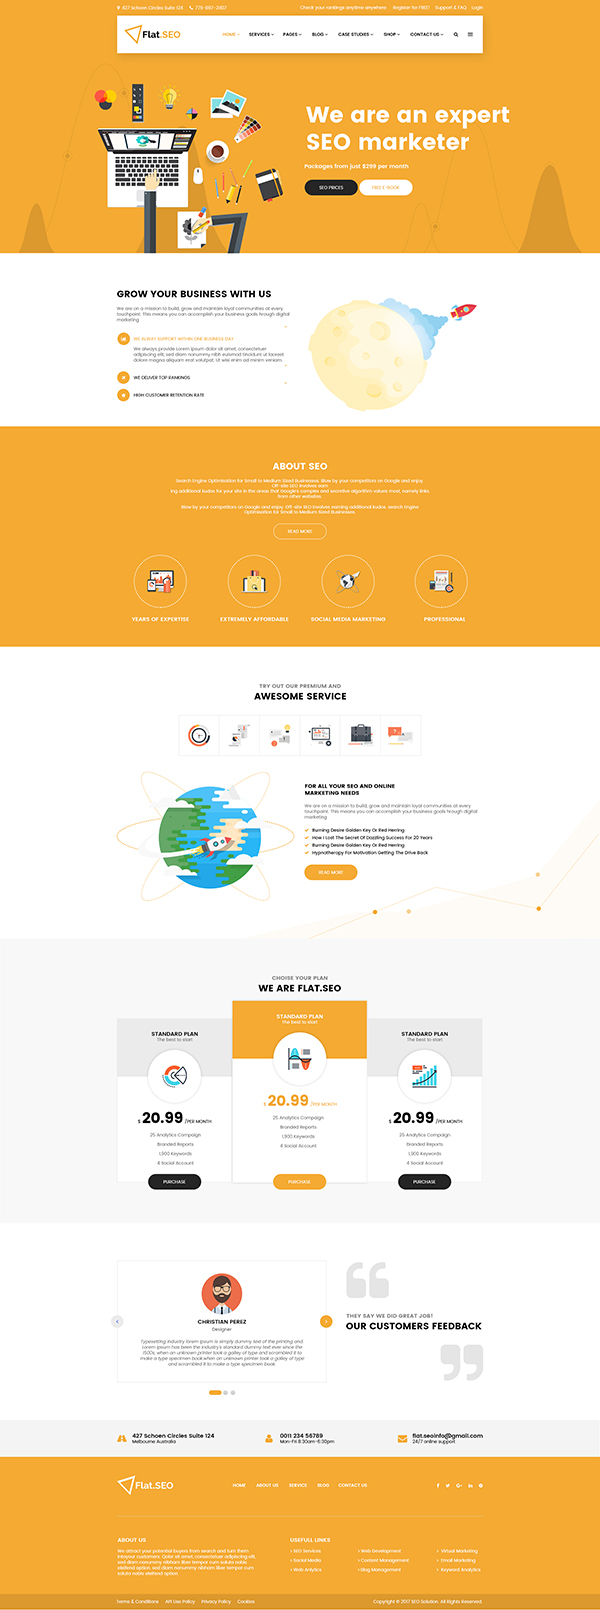 427 Schoen Circles Suite 124
Check your rankings anytime anywhere
Register for FREE!
Support & FAQ
Login
Flat.SEO
HOME
SERVICES
PAGES
BLOG
CASE STUDIES
SHOP
CONTACT US
We are an expert
SEO marketer
Packages from just $299 per month
SEO PRICES
FREE E-BOOK
GROW YOUR BUSINESS WITH US
We are on a mission to build, grow and maintain loyal communities at every
touchpoint. This means you can accomplish your business goals through digital
marketing
WE ALWAY SUPPORT WITHIN ONE BUSINESS DAY
We always provide Lorem ipsum dolor sit amet, consectetuer
adipiscing elit, sed diam nonummy nibh euismod tincidunt ut laoreet
dolore magna aliquam erat volutpat. Ut wisi enim ad minim veniam
WE DELIVER TOP RANKINGS
HIGH CUSTOMER RETENTION RATE
ABOUT SEO
Search Engine Optimisation for Small to Medium Sized Businesses. Blow by your competitors on Google and enjoy
Off-site SEO involves earn
ing additional kudos for your site in the areas that Google's complex and secretive algorithm values most, namely links
from other websites
Blow by your competitors on Google and enjoy. Off-site SEO involves earning additional kudos. search Engine
Optimisation for Small to Medium Sized Businesses
READ MORE
YEARS OF EXPERTISE
EXTREMELY AFFORDABLE
SOCIAL MEDIA MARKETING
PROFESSIONAL
TRY OUT OUR PREMIUM AND
AWESOME SERVICE
FOR ALL YOUR SEO AND ONLINE
MARKETING NEEDS
We are on a mission to build, grow and maintain loyal communities at every
touchpoint. This means you can accomplish your business goals through digital
marketing
Burning Desire Golden Key Or Red Herring
How I Lost The Secret Of Dazzling Success For 20 Years
Burning Desire Golden Key Or Red Herring
Hypnotherapy For Motivation Getting The Drive Back
READ MORE
CHOISE YOUR PLAN
WE ARE FLAT.SEO
STANDARD PLAN
The best to start
$ 20.99 /PER MONTH
25 Analytics Campaign
Branded Reports
1,900 Keywords
4 Social Account
PURCHASE
STANDARD PLAN
The best to start
$ 20.99 /PER MONTH
25 Analytics Campaign
Branded Reports
1,900 Keywords
4 Social Account
PURCHASE
STANDARD PLAN
The best to start
$ 20.99 /PER MONTH
25 Analytics Campaign
Branded Reports
1,900 Keywords
4 Social Account
PURCHASE
CHRISTIAN PEREZ
Designer
Typesetting industry. lorem ipsum is simply dummy text of the printing and.
Lorem ipsum has been the industry's standard dummy text ever since the
1500s, when an unknown printer took a galley of type and scrambled it to
make a type specimen book.when an unknown printer took a galley of type
and scrambled it to make a type specimen book.
THEY SAY WE DID GREAT JOB!
OUR CUSTOMERS FEEDBACK
427 Schoen Circles Suite 124
Melbourne Australia
0011 234 56789
Mon-Fri 8:30am-6:30pm
flat.seoinfo@gmail.com
24/7 online support
Flat.SEO
HOME
ABOUT US
SERVICE
BLOG
CONTACT US
ABOUT US
We attract your potential buyers from search and turn them
intoyour customers. Dolor sit amet, consectetuer adipiscing elit,
sed diam nonummy nibham liber tempor cum soluta nobis
eleifend option. sed diam nonummy nibham liber tempor cum
soluta nobis eleifend option
USEFULL LINKS
SEO Services
Social Media
Web Anlytics
Web Development
Content Management
Blog Management
Virtual Marketing
Email Marketing
Keyword Analytics
Terms & Conditions
API Use Policy
Privacy Policy
Cookies
Copyright © 2017 SEO Solution. All Rights Reserved.